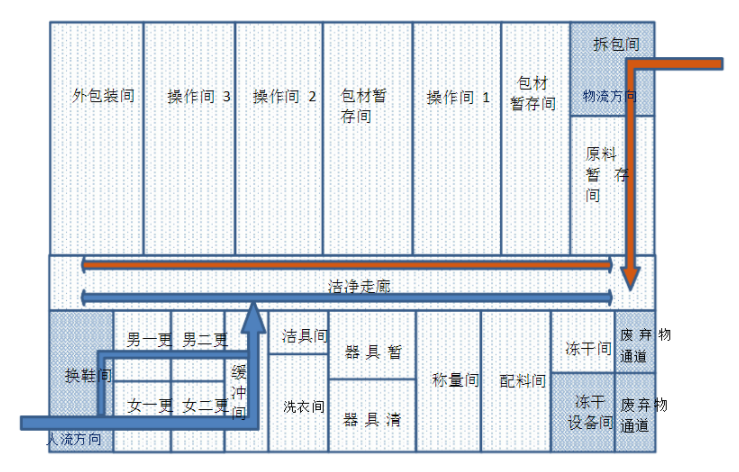 拆包间
外包装间
操作间 3
操作间 2
包材暂
存间
操作间 1
包材
暂存间
物流方向
原料
暂 存
间
洁净走廊
男一更
男二更
洁具间
器 具 暂
冻干间
废 弃 物
通道
换鞋间
缓
冲
间
称量间
配料间
女一更
女二更
洗衣间
器 具 清
冻干
设备间
废弃物
通道
人流方向